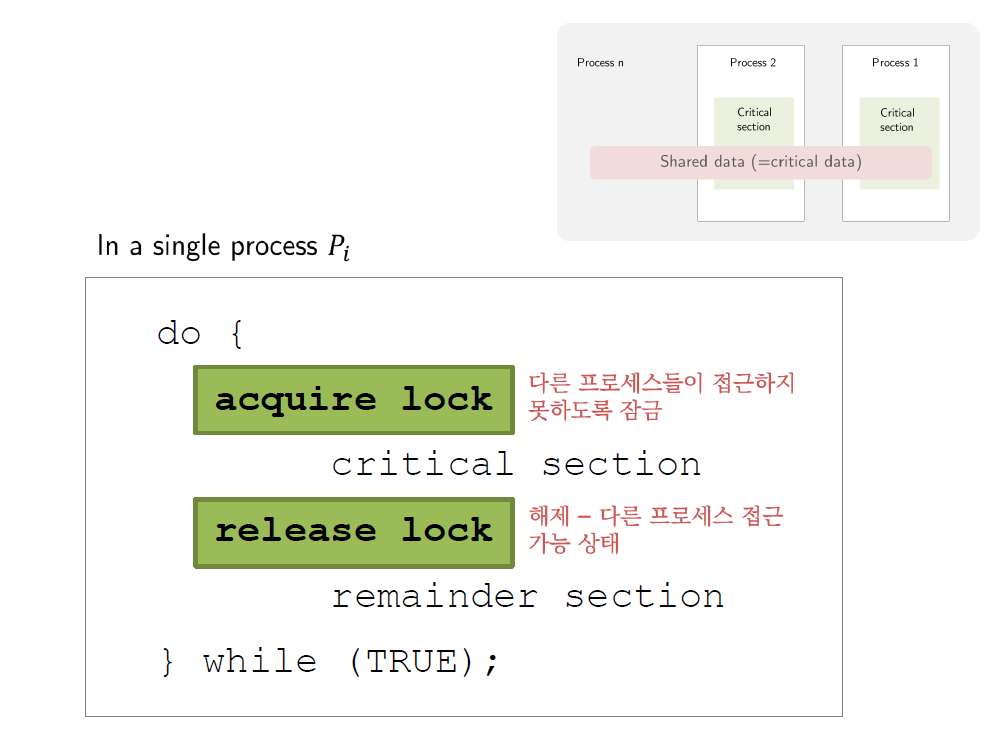 Process n
Process 2
Process 1
Critical
section
Critical
section
Shared data (=critical data)
In a single process Pi
do {
acquire lock
다른 프로세스들이 접근하지
못하도록 잠금
critical section
release lock
해제 – 다른 프로세스 접근
가능 상태
remainder section
} while (TRUE);